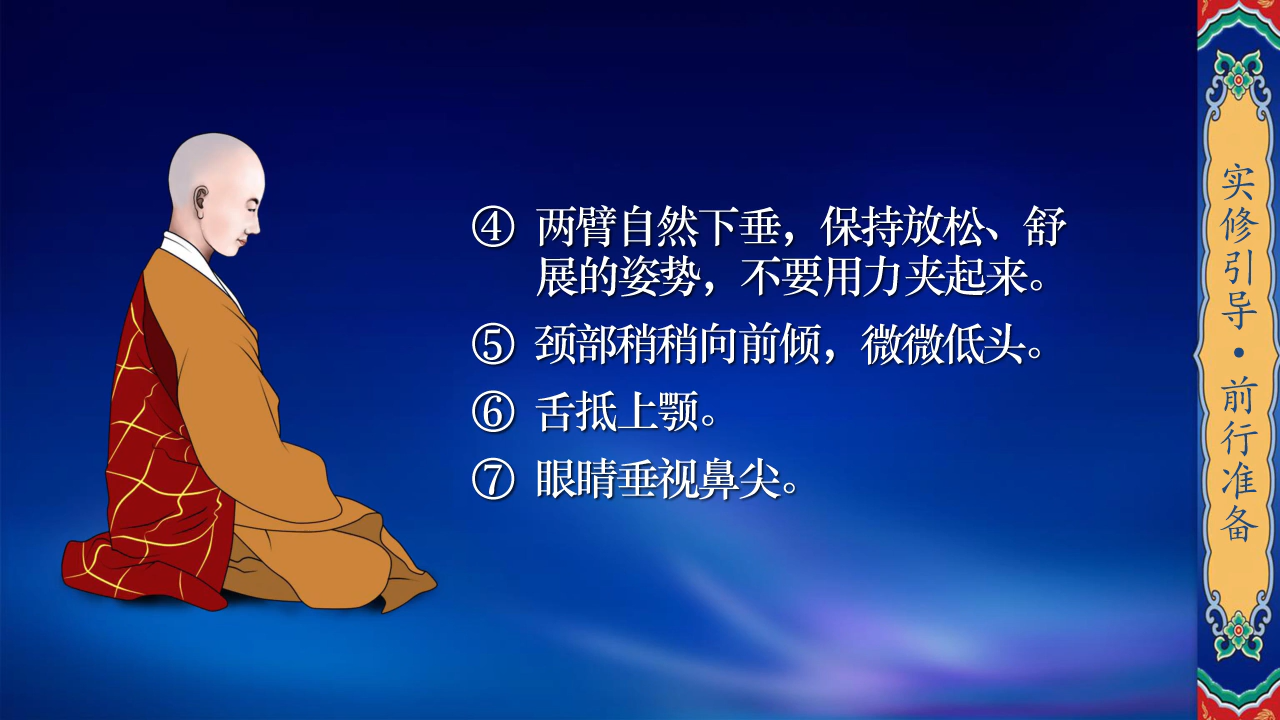 ④ 两臂自然下垂，保持放松、舒
展的姿势，不要用力夹起来。
⑤ 颈部稍稍向前倾，微微低头。
⑥ 舌抵上颚。
⑦ 眼睛垂视鼻尖。
实修引导·前行准备